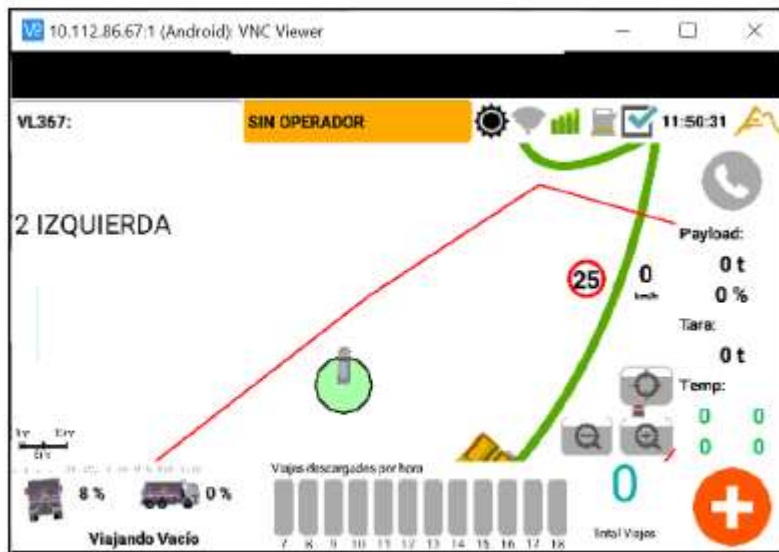 10.112.86.67:1 (Android): VNC Viewer
VL367:
SIN OPERADOR
11:50:31
2 IZQUIERDA
Payload:
25
0
km/h
0 t
0 %
Tara:
0 t
Temp:
0 0
0 0
8 %
0 %
Viajando Vacío
Viajes descargados por hora
7 8 9 10 11 12 13 14 15 16 17 18
0
Total Viajes